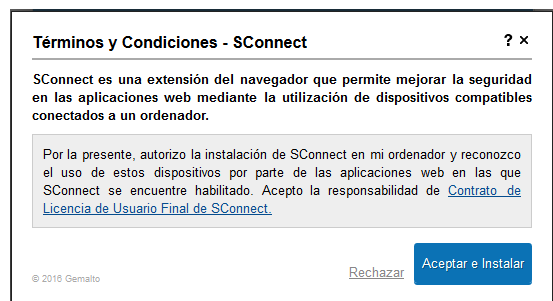 Términos y Condiciones - SConnect ? ×
SConnect es una extensión del navegador que permite mejorar la seguridad
en las aplicaciones web mediante la utilización de dispositivos compatibles
conectados a un ordenador.
Por la presente, autorizo la instalación de SConnect en mi ordenador y reconozco
el uso de estos dispositivos por parte de las aplicaciones web en las que
SConnect se encuentre habilitado. Acepto la responsabilidad de Contrato de
Licencia de Usuario Final de SConnect.
Rechazar
Aceptar e Instalar
© 2016 Gemalto